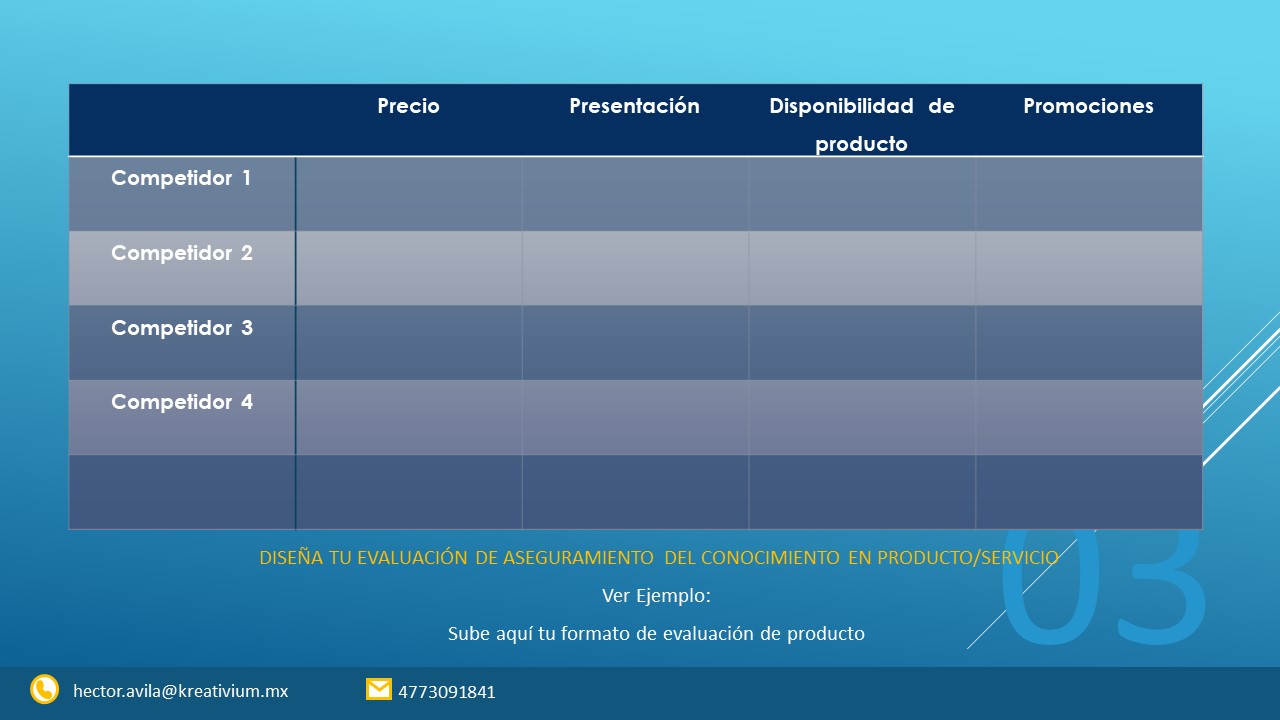 Precio Presentación Disponibilidad de Promociones
producto
Competidor 1
Competidor 2
Competidor 3
Competidor 4
DISEÑA TU EVALUACIÓN DE ASEGURAMIENTO DEL CONOCIMIENTO EN PRODUCTO/SERVICIO
Ver Ejemplo:
Sube aquí tu formato de evaluación de producto
03
hector.avila@kreativium.mx 4773091841